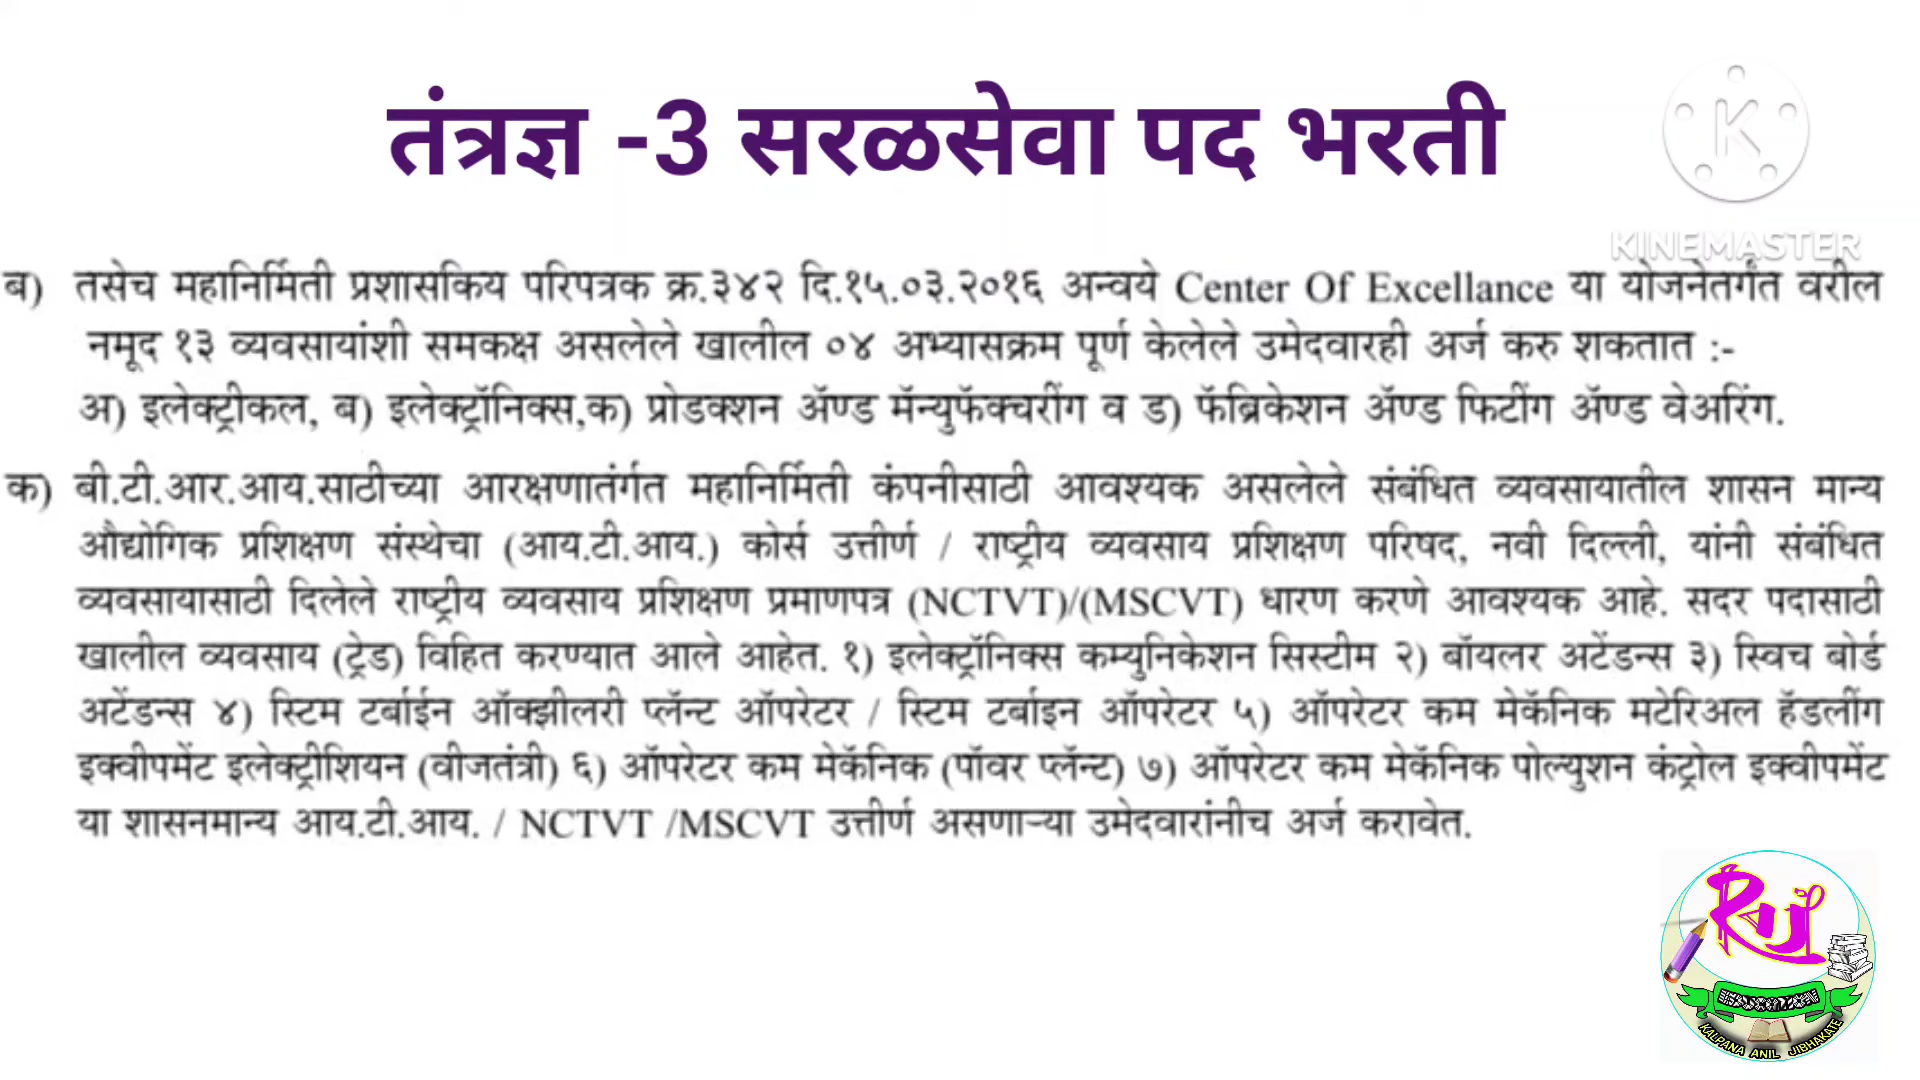 तंत्रज्ञ -3 सरळसेवा पद भरती
KINEMASTER
ब) तसेच महानिर्मिती प्रशासकिय परिपत्रक क्र.३४२ दि.१५.०३.२०१६ अन्वये Center Of Excellance या योजनेतर्गंत वरील
नमूद १३ व्यवसायांशी समकक्ष असलेले खालील ०४ अभ्यासक्रम पूर्ण केलेले उमेदवारही अर्ज करु शकतात :-
अ) इलेक्ट्रीकल, ब) इलेक्ट्रॉनिक्स,क) प्रोडक्शन ॲण्ड मॅन्युफॅक्चरींग व ड) फॅब्रिकेशन ॲण्ड फिटींग ॲण्ड वेअरिंग.
क) बी.टी.आर.आय.साठीच्या आरक्षणातंर्गत महानिर्मिती कंपनीसाठी आवश्यक असलेले संबंधित व्यवसायातील शासन मान्य
औद्योगिक प्रशिक्षण संस्थेचा (आय.टी.आय.) कोर्स उत्तीर्ण / राष्ट्रीय व्यवसाय प्रशिक्षण परिषद, नवी दिल्ली, यांनी संबंधित
व्यवसायासाठी दिलेले राष्ट्रीय व्यवसाय प्रशिक्षण प्रमाणपत्र (NCTVT)/(MSCVT) धारण करणे आवश्यक आहे. सदर पदासाठी
खालील व्यवसाय (ट्रेड) विहित करण्यात आले आहेत. १) इलेक्ट्रॉनिक्स कम्युनिकेशन सिस्टीम २) बॉयलर अटेंडन्स ३) स्विच बोर्ड
अटेंडन्स ४) स्टिम टर्बाईन ऑक्झीलरी प्लॅन्ट ऑपरेटर / स्टिम टर्बाइन ऑपरेटर ५) ऑपरेटर कम मेकॅनिक मटेरिअल हॅडलींग
इक्वीपमेंट इलेक्ट्रीशियन (वीजतंत्री) ६) ऑपरेटर कम मेकॅनिक (पॉवर प्लॅन्ट) ७) ऑपरेटर कम मेकॅनिक पोल्युशन कंट्रोल इक्वीपमेंट
या शासनमान्य आय.टी.आय. / NCTVT /MSCVT उत्तीर्ण असणाऱ्या उमेदवारांनीच अर्ज करावेत.
EDUCATION
KALPANA ANIL JIBHAKATE